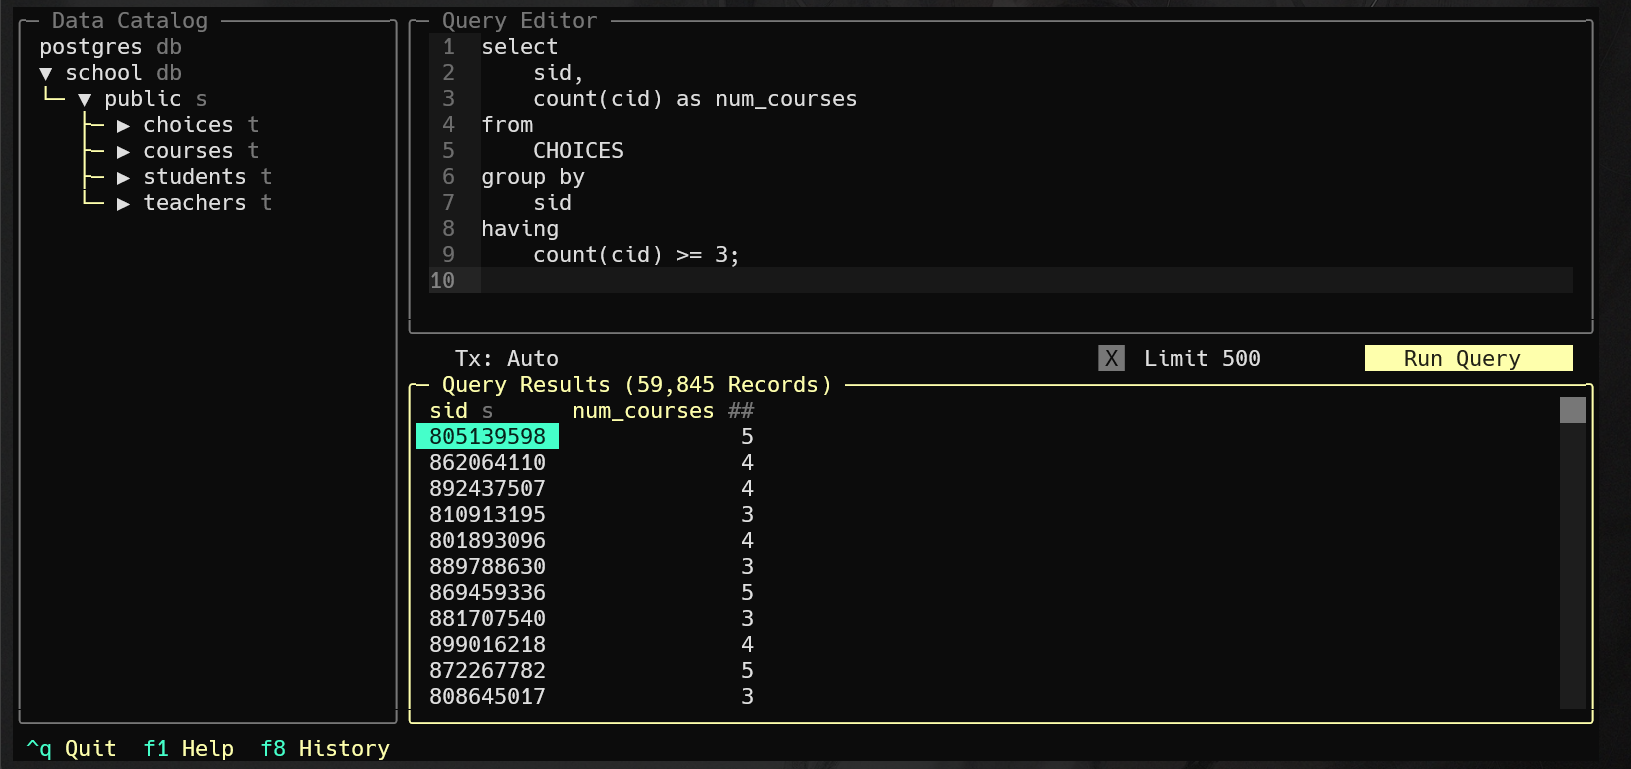 Data Catalog
postgres db
▼ school db
▼ public s
▶ choices t
▶ courses t
▶ students t
▶ teachers t
Query Editor
1 select
2     sid,
3     count(cid) as num_courses
4 from
5     CHOICES
6 group by
7     sid
8 having
9     count(cid) >= 3;
10
Tx: Auto X Limit 500 Run Query
Query Results (59,845 Records)
sid s num_courses ##
805139598 5
862064110 4
892437507 4
810913195 3
801893096 4
889788630 3
869459336 5
881707540 3
899016218 4
872267782 5
808645017 3
^q Quit f1 Help f8 History